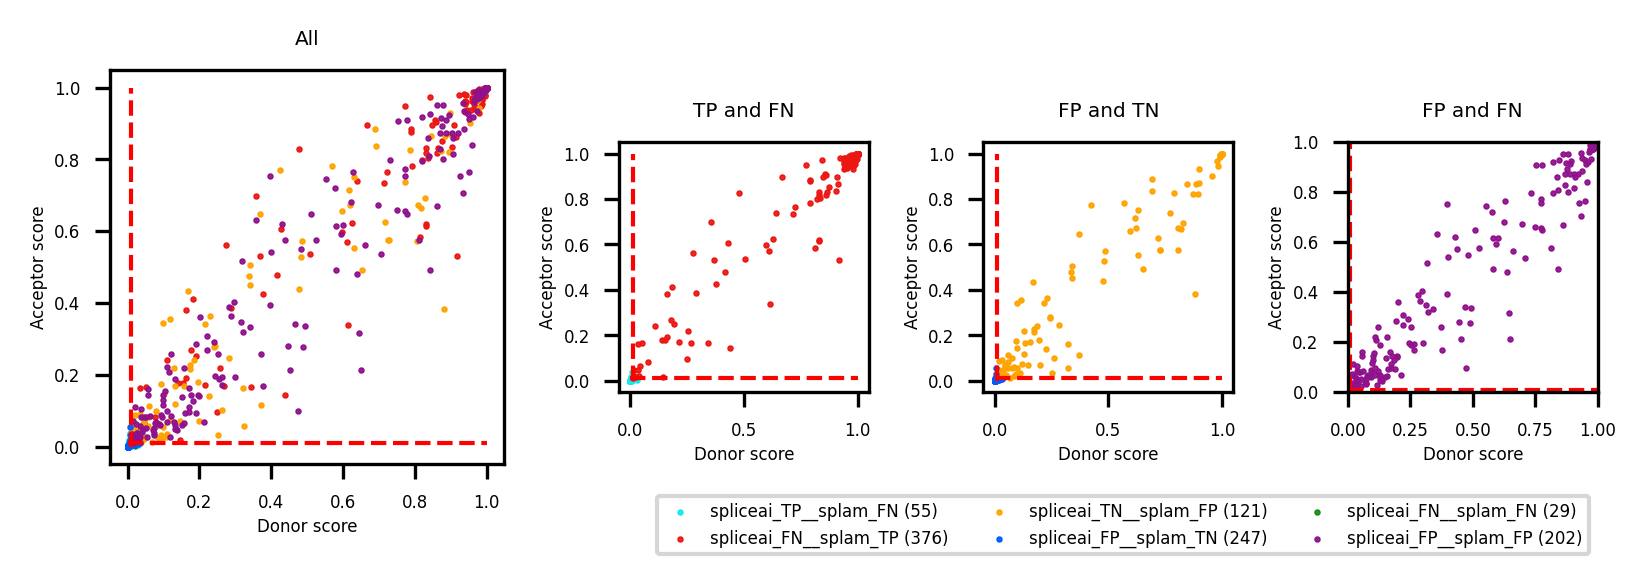 All
Acceptor score
1.0
0.8
0.6
0.4
0.2
0.0
0.0 0.2 0.4 0.6 0.8 1.0
Donor score
TP and FN
Acceptor score
1.0
0.8
0.6
0.4
0.2
0.0
0.0 0.5 1.0
Donor score
FP and TN
Acceptor score
1.0
0.8
0.6
0.4
0.2
0.0
0.0 0.5 1.0
Donor score
FP and FN
Acceptor score
1.0
0.8
0.6
0.4
0.2
0.0
0.00 0.25 0.50 0.75 1.00
Donor score
spliceai_TP__splam_FN (55)
spliceai_FN__splam_TP (376)
spliceai_TN__splam_FP (121)
spliceai_FP__splam_TN (247)
spliceai_FN__splam_FN (29)
spliceai_FP__splam_FP (202)